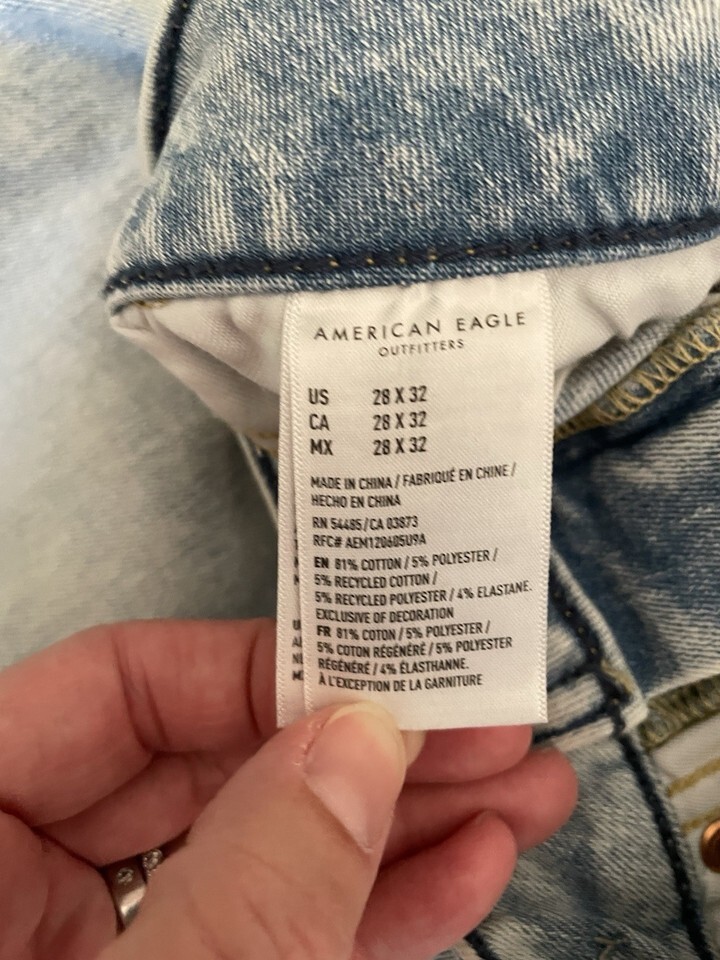 AMERICAN EAGLE
OUTFITTERS
US 28 X 32
CA 28 X 32
MX 28 X 32
MADE IN CHINA / FABRIQUÉ EN CHINE /
HECHO EN CHINA
RN 54485/CA 03873
RFC# AEM120605U9A
EN 81% COTTON / 5% POLYESTER /
5% RECYCLED COTTON /
5% RECYCLED POLYESTER / 4% ELASTANE.
EXCLUSIVE OF DECORATION
FR 81% COTON / 5% POLYESTER /
5% COTON RÉGÉNÉRÉ / 5% POLYESTER
RÉGÉNÉRÉ / 4% ÉLASTHANNE.
À L'EXCEPTION DE LA GARNITURE